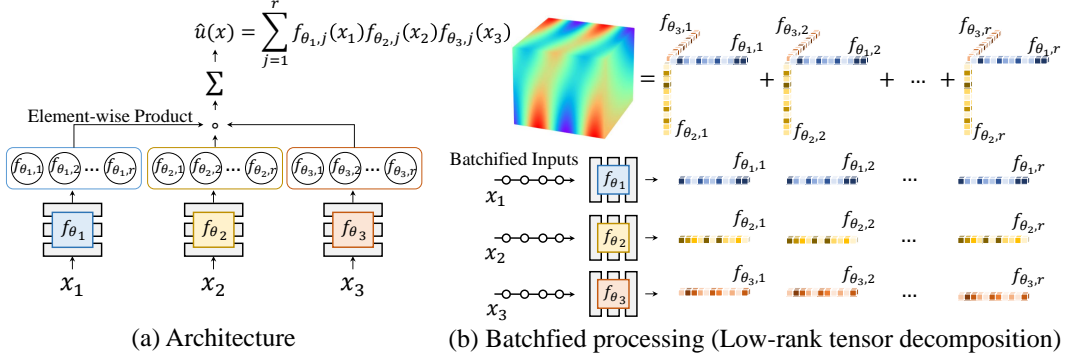 û(x) = ∑_{j=1}^{r} f_{θ₁,j}(x₁) f_{θ₂,j}(x₂) f_{θ₃,j}(x₃)
∑
Element-wise Product
∘
f_{θ₁,1} f_{θ₁,2} ... f_{θ₁,r} f_{θ₂,1} f_{θ₂,2} ... f_{θ₂,r} f_{θ₃,1} f_{θ₃,2} ... f_{θ₃,r}
f_{θ₁} f_{θ₂} f_{θ₃}
x₁ x₂ x₃
(a) Architecture
f_{θ₃,1} f_{θ₃,2} f_{θ₃,r}
f_{θ₁,1} f_{θ₁,2} f_{θ₁,r}
= + + ... +
f_{θ₂,1} f_{θ₂,2} f_{θ₂,r}
Batchified Inputs
x₁ f_{θ₁} f_{θ₁,1} f_{θ₁,2} ... f_{θ₁,r}
x₂ f_{θ₂} f_{θ₂,1} f_{θ₂,2} ... f_{θ₂,r}
x₃ f_{θ₃} f_{θ₃,1} f_{θ₃,2} ... f_{θ₃,r}
(b) Batchfied processing (Low-rank tensor decomposition)